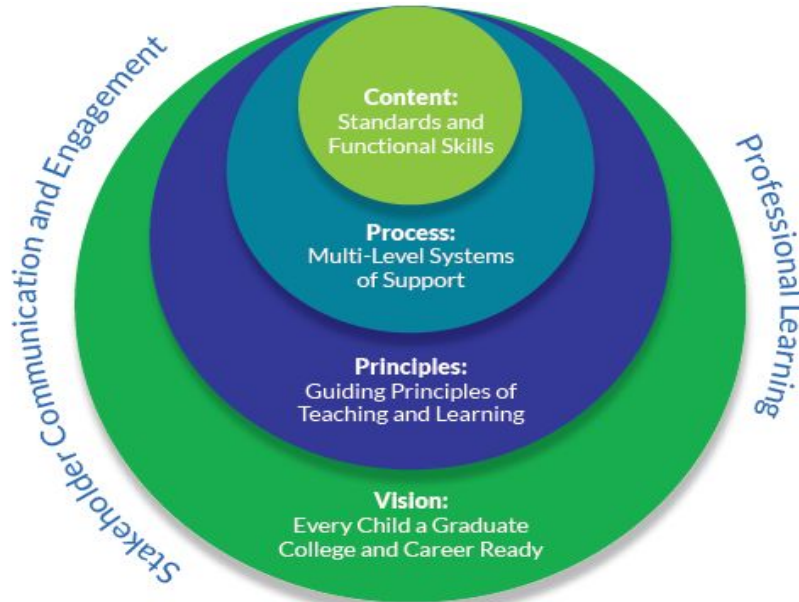 Stakeholder Communication and Engagement
Professional Learning
Content:
Standards and
Functional Skills
Process:
Multi-Level Systems
of Support
Principles:
Guiding Principles of
Teaching and Learning
Vision:
Every Child a Graduate
College and Career Ready